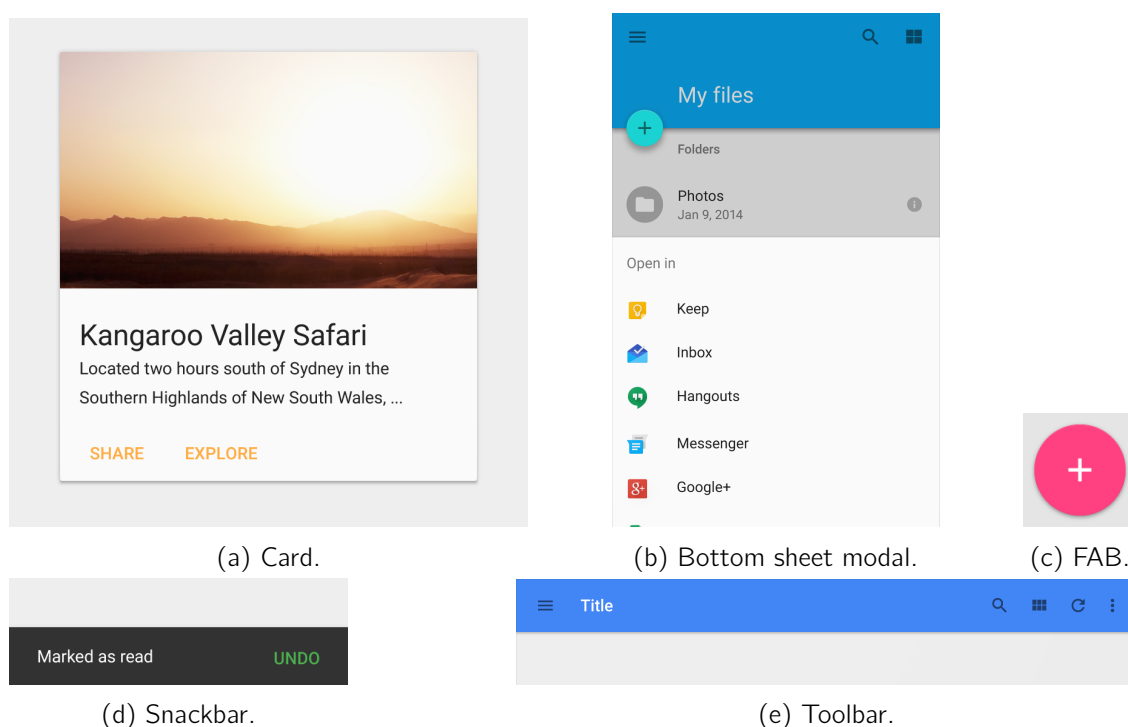 Kangaroo Valley Safari
Located two hours south of Sydney in the
Southern Highlands of New South Wales, ...
SHARE EXPLORE
(a) Card.
My files
Folders
Photos
Jan 9, 2014
Open in
Keep
Inbox
Hangouts
Messenger
Google+
(b) Bottom sheet modal.
(c) FAB.
Marked as read UNDO
(d) Snackbar.
Title
(e) Toolbar.